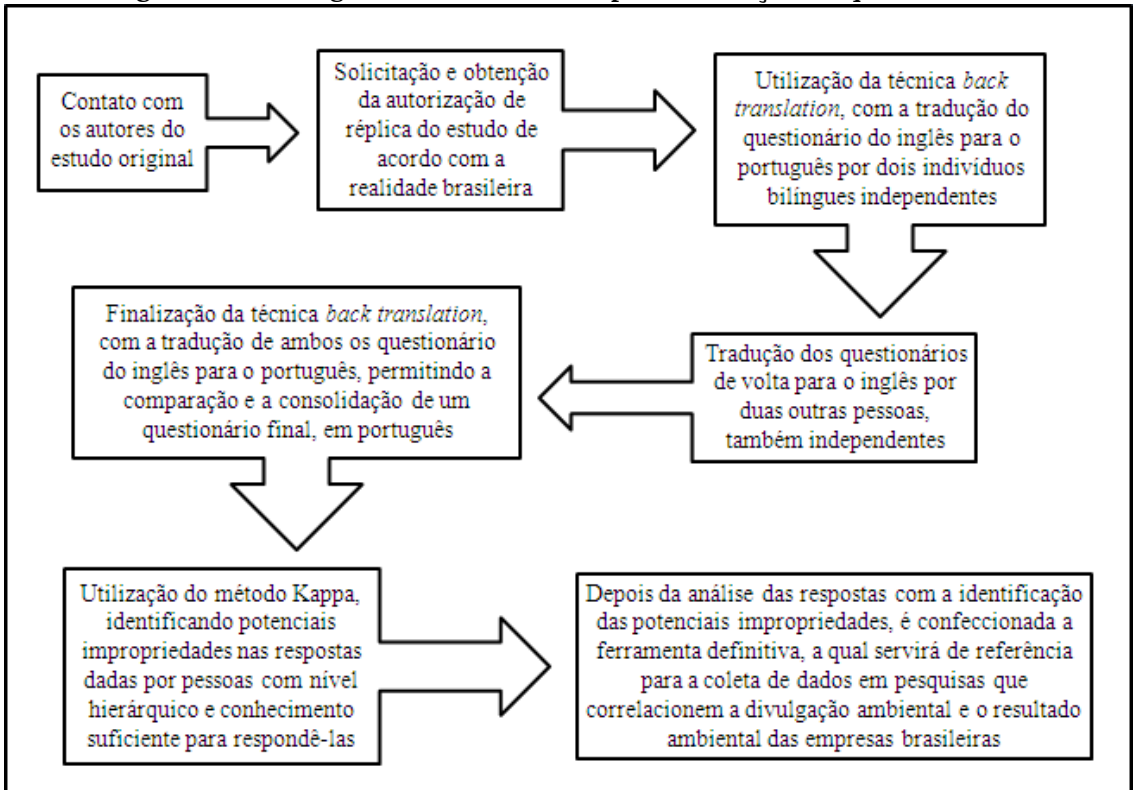 Contato com
os autores do
estudo original
Solicitação e obtenção
da autorização de
réplica do estudo de
acordo com a
realidade brasileira
Utilização da técnica back
translation, com a tradução do
questionário do inglês para o
português por dois indivíduos
bilíngues independentes
Tradução dos questionários
de volta para o inglês por
duas outras pessoas,
também independentes
Finalização da técnica back translation,
com a tradução de ambos os questionário
do inglês para o português, permitindo a
comparação e a consolidação de um
questionário final, em português
Utilização do método Kappa,
identificando potenciais
impropriedades nas respostas
dadas por pessoas com nível
hierárquico e conhecimento
suficiente para respondê-las
Depois da análise das respostas com a identificação
das potenciais impropriedades, é confeccionada a
ferramenta definitiva, a qual servirá de referência
para a coleta de dados em pesquisas que
correlacionem a divulgação ambiental e o resultado
ambiental das empresas brasileiras